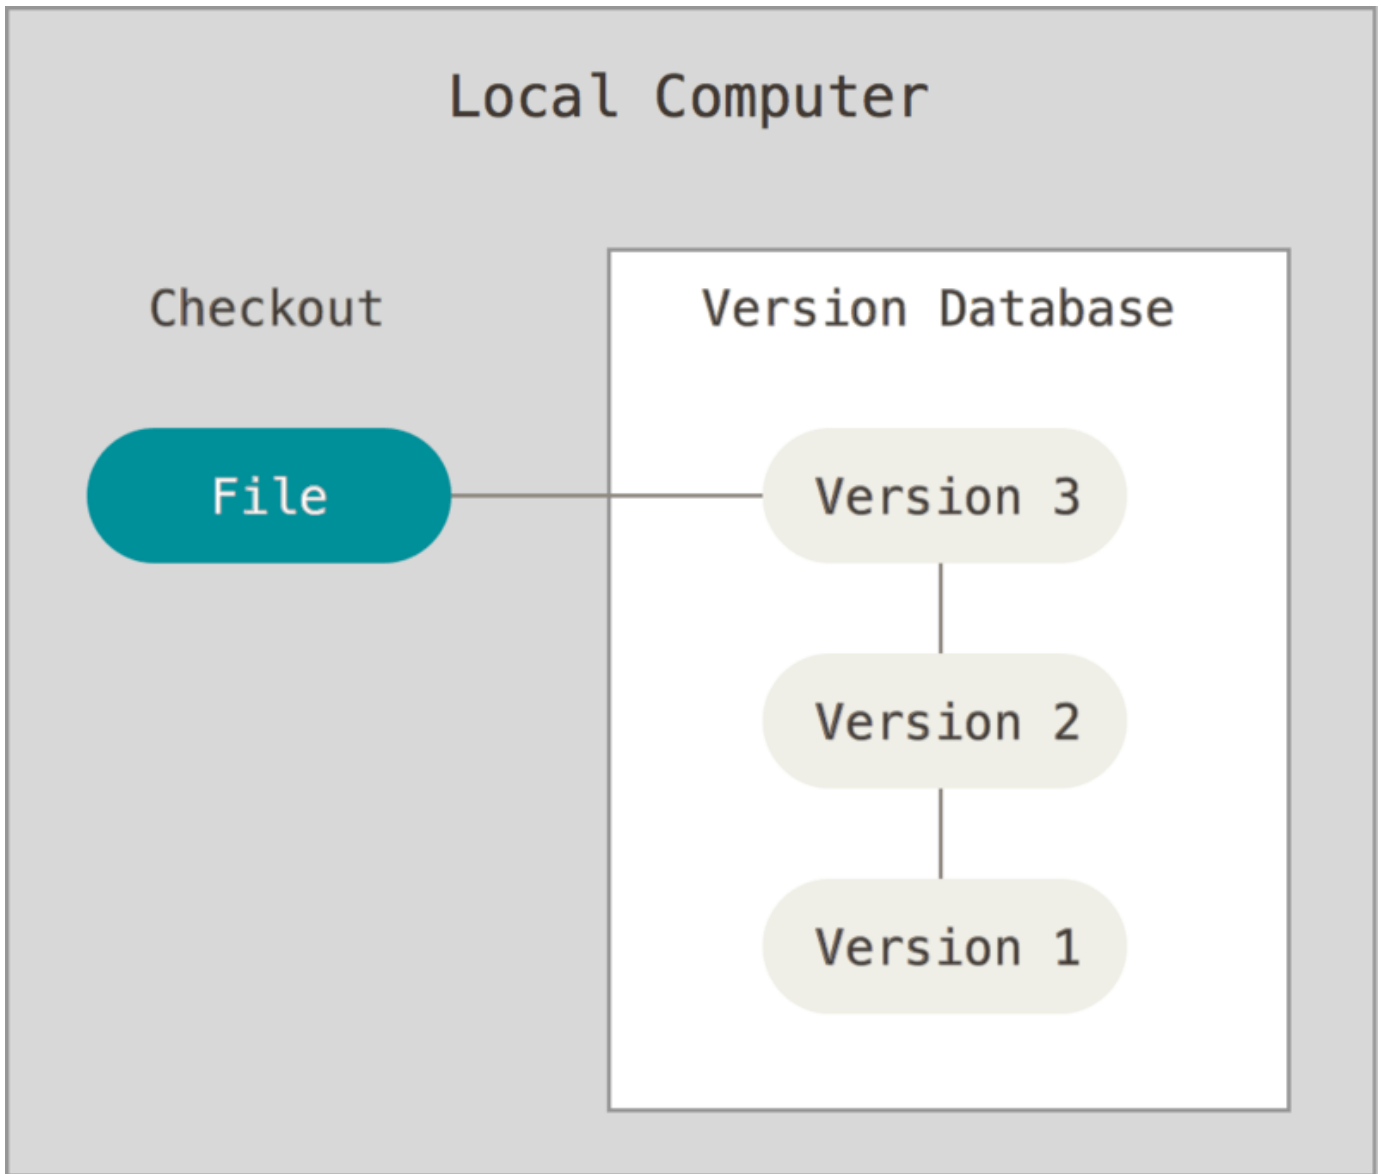 Local Computer
Checkout
Version Database
File
Version 3
Version 2
Version 1